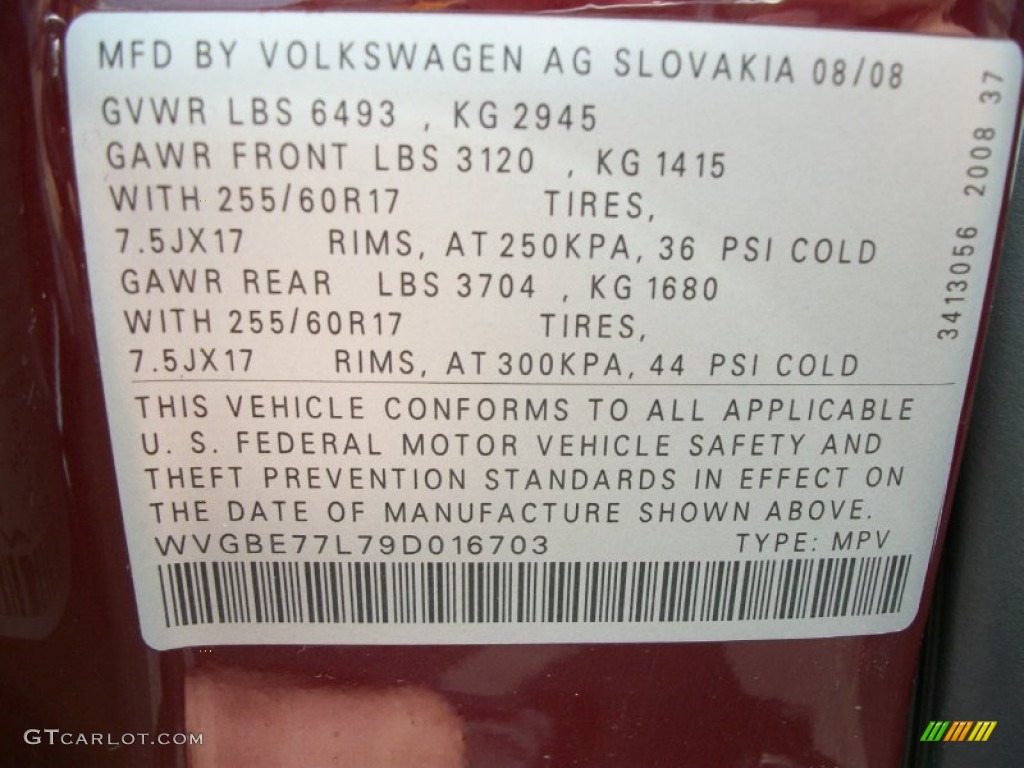 MFD BY VOLKSWAGEN AG SLOVAKIA 08/08
GVWR LBS 6493 , KG 2945
GAWR FRONT LBS 3120 , KG 1415
WITH 255/60R17 TIRES,
7.5JX17 RIMS, AT 250KPA, 36 PSI COLD
GAWR REAR LBS 3704 , KG 1680
WITH 255/60R17 TIRES,
7.5JX17 RIMS, AT 300KPA, 44 PSI COLD
THIS VEHICLE CONFORMS TO ALL APPLICABLE
U. S. FEDERAL MOTOR VEHICLE SAFETY AND
THEFT PREVENTION STANDARDS IN EFFECT ON
THE DATE OF MANUFACTURE SHOWN ABOVE.
WVGBE77L79D016703 TYPE: MPV
3413056 2008 37
GTCARLOT.COM